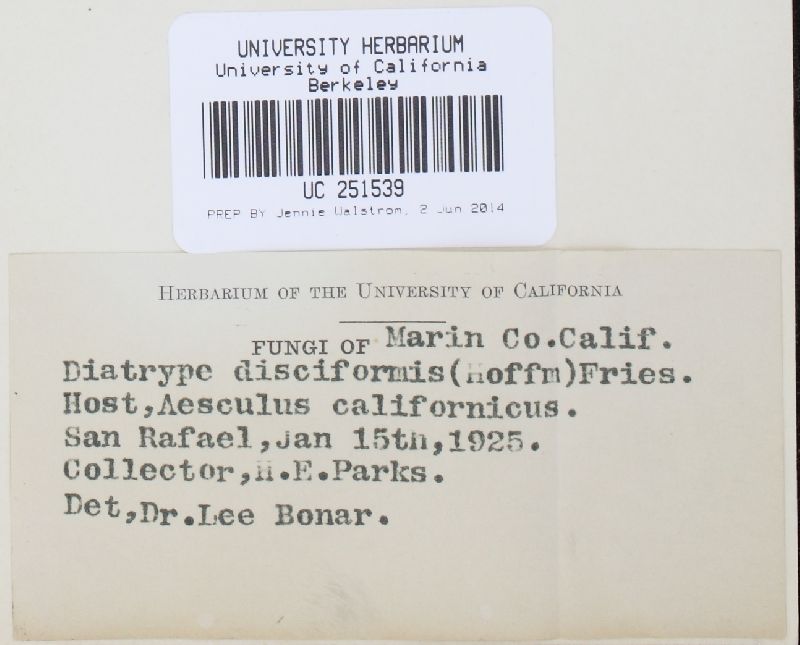 UNIVERSITY HERBARIUM
University of California
Berkeley
UC 251539
PREP BY Jennie Walstrom, 2 Jun 2014
HERBARIUM OF THE UNIVERSITY OF CALIFORNIA
FUNGI OF Marin Co.Calif.
Diatrype disciformis(Hoffm)Fries.
Host,Aesculus californicus.
San Rafael,Jan 15th,1925.
Collector,H.E.Parks.
Det,Dr.Lee Bonar.